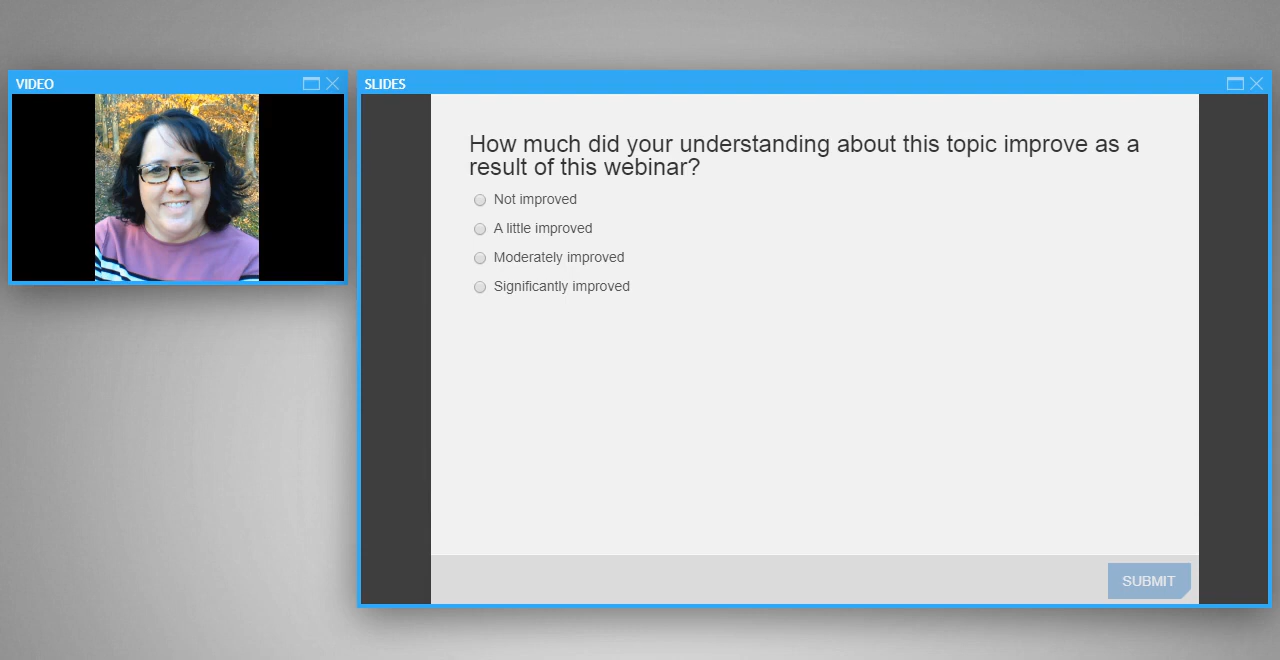 VIDEO
SLIDES
How much did your understanding about this topic improve as a
result of this webinar?
Not improved
A little improved
Moderately improved
Significantly improved
SUBMIT